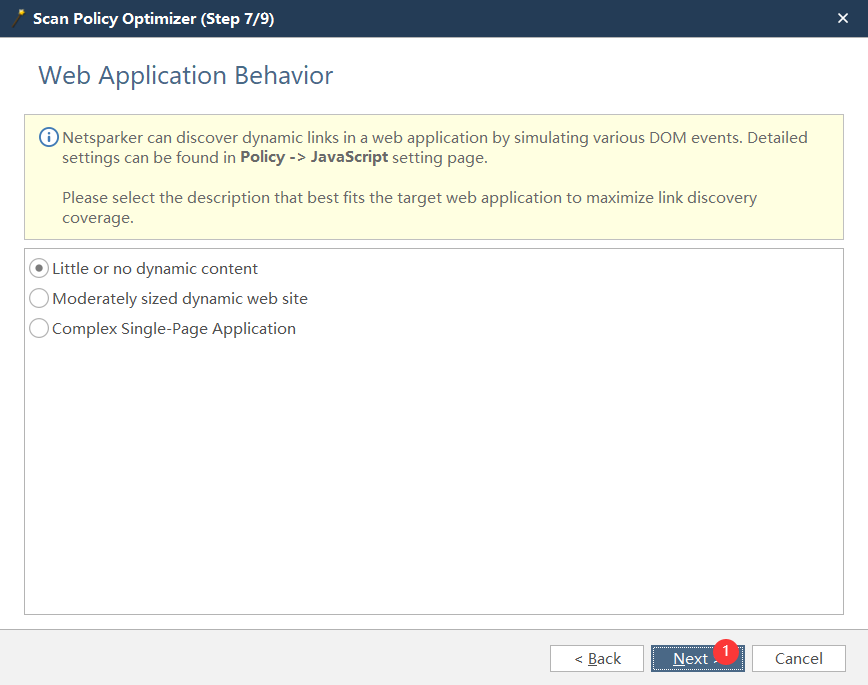 Scan Policy Optimizer (Step 7/9)
Web Application Behavior
Netsparker can discover dynamic links in a web application by simulating various DOM events. Detailed
settings can be found in Policy -> JavaScript setting page.
Please select the description that best fits the target web application to maximize link discovery
coverage.
Little or no dynamic content
Moderately sized dynamic web site
Complex Single-Page Application
< Back
Next
1
Cancel